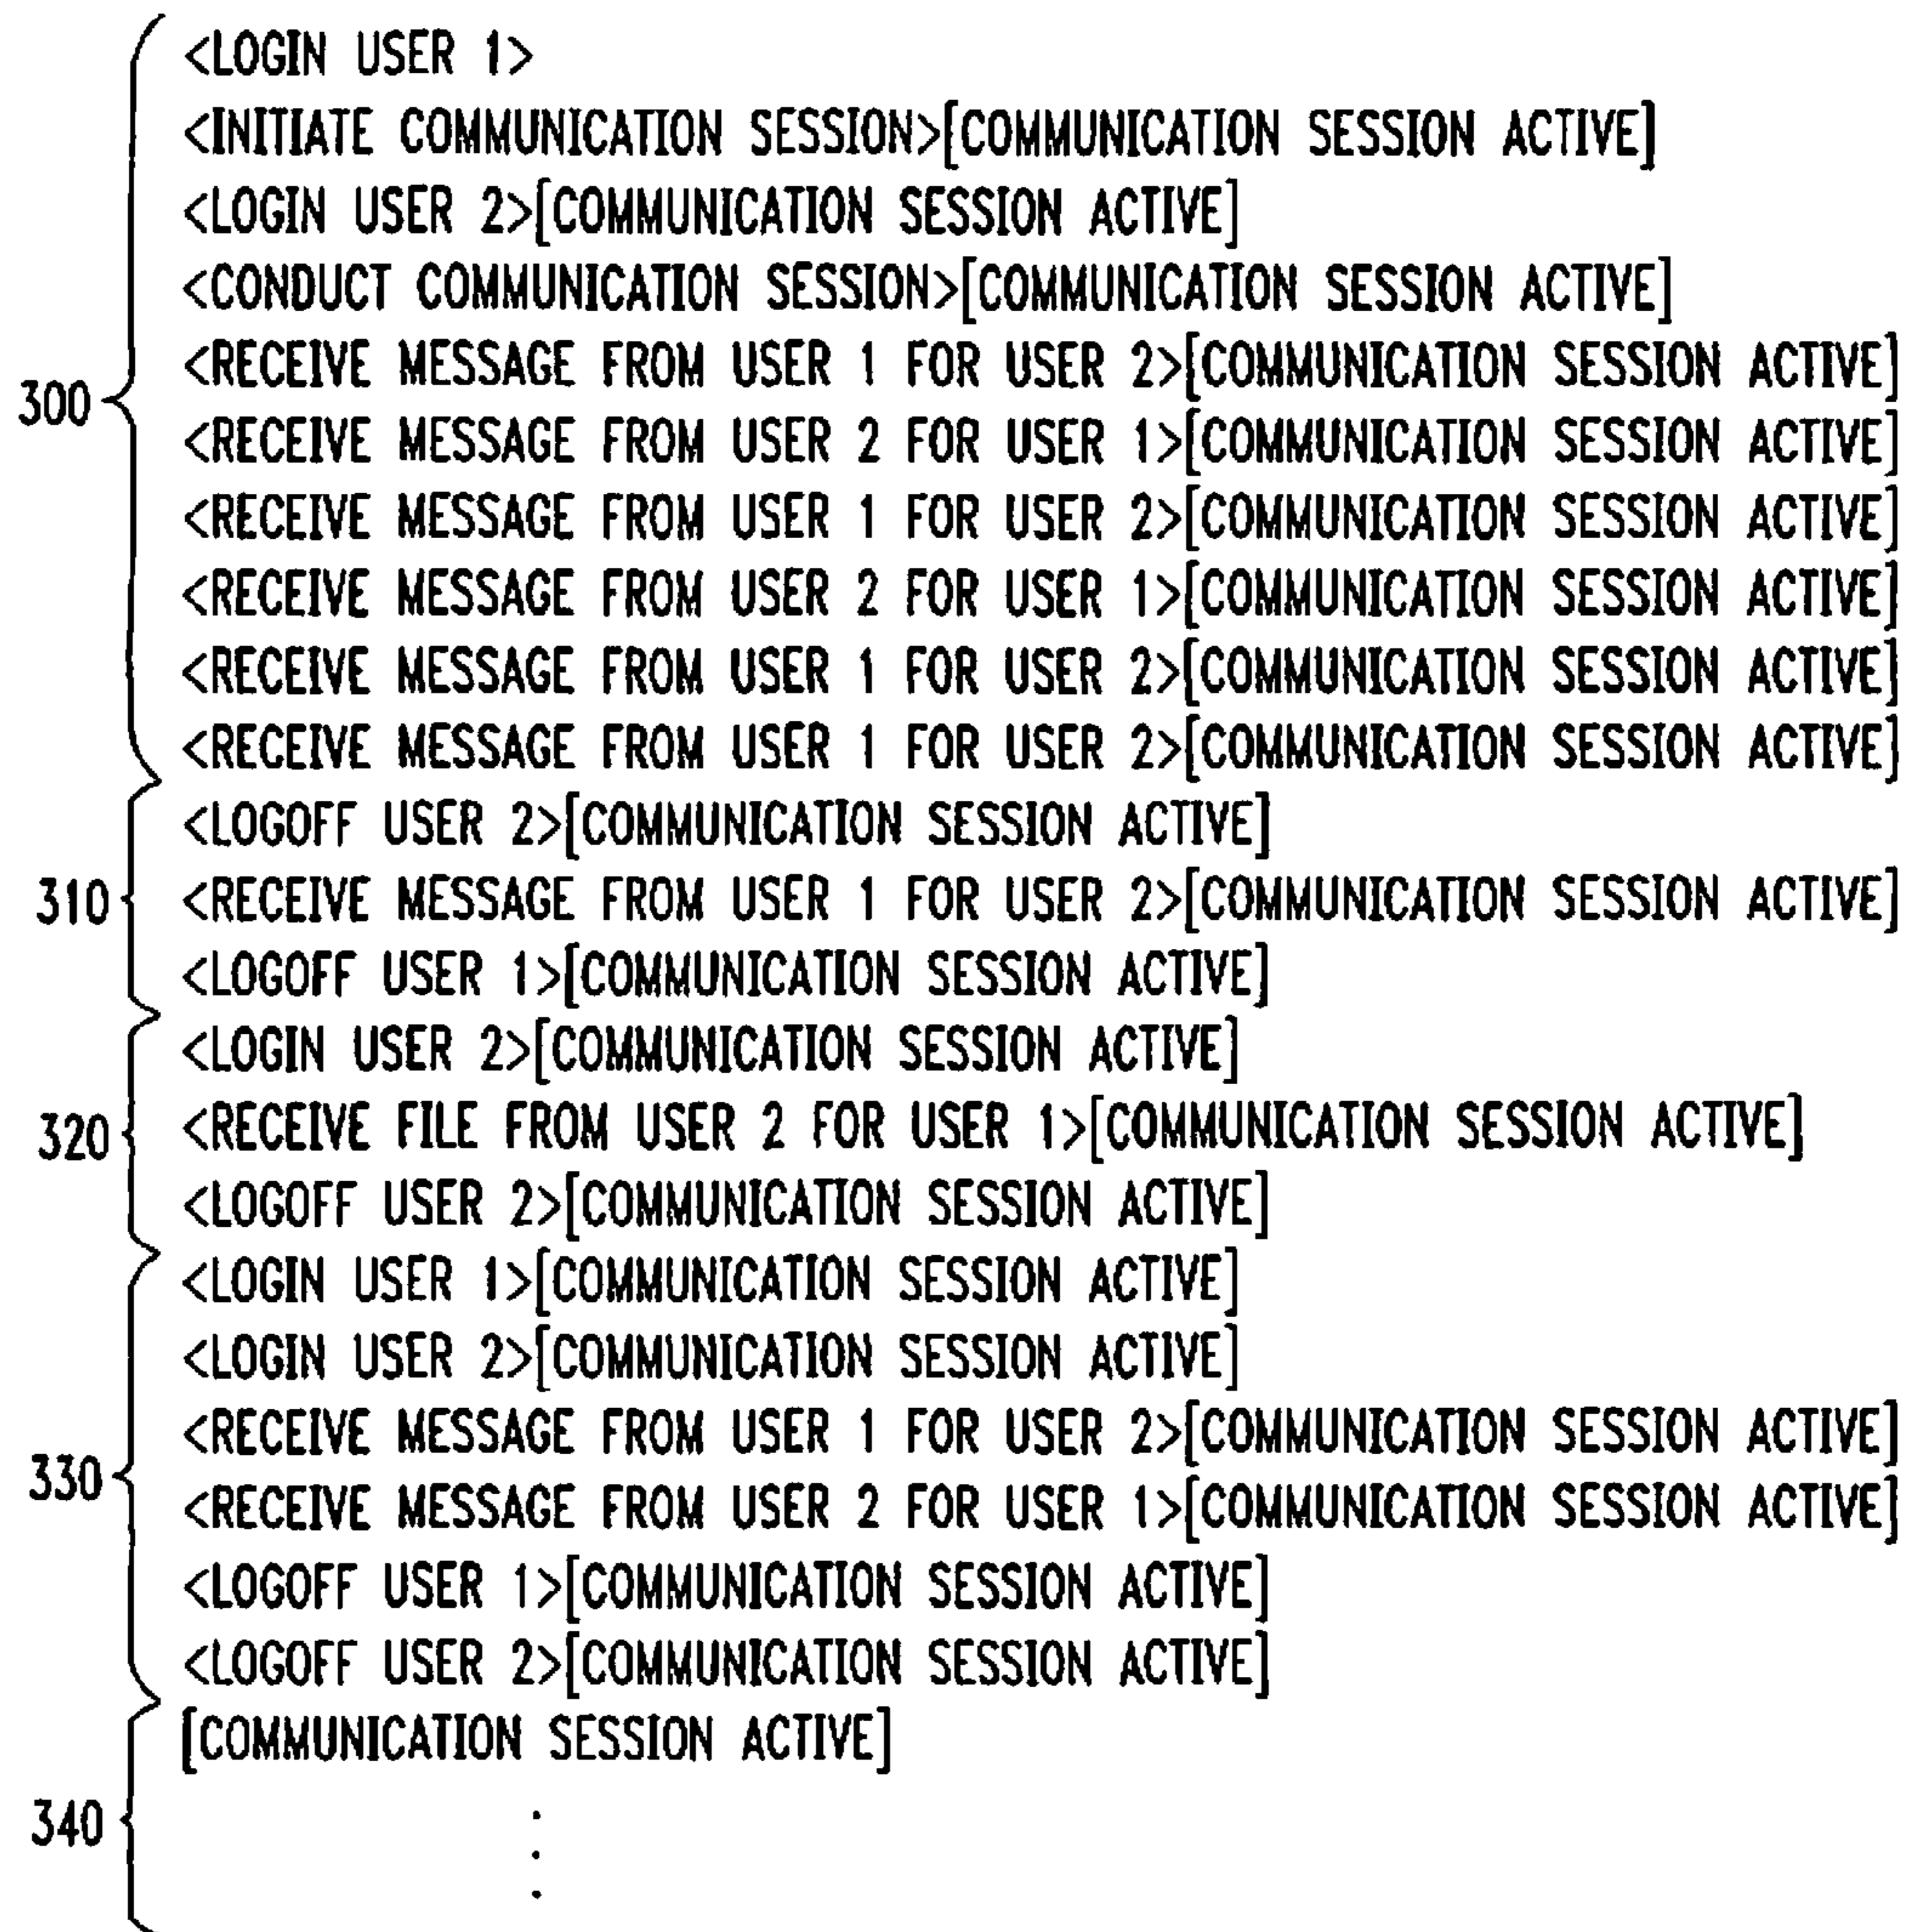 <LOGIN USER 1>
<INITIATE COMMUNICATION SESSION>[COMMUNICATION SESSION ACTIVE]
<LOGIN USER 2>[COMMUNICATION SESSION ACTIVE]
<CONDUCT COMMUNICATION SESSION>[COMMUNICATION SESSION ACTIVE]
<RECEIVE MESSAGE FROM USER 1 FOR USER 2>[COMMUNICATION SESSION ACTIVE]
300
<RECEIVE MESSAGE FROM USER 2 FOR USER 1>[COMMUNICATION SESSION ACTIVE]
<RECEIVE MESSAGE FROM USER 1 FOR USER 2>[COMMUNICATION SESSION ACTIVE]
<RECEIVE MESSAGE FROM USER 2 FOR USER 1>[COMMUNICATION SESSION ACTIVE]
<RECEIVE MESSAGE FROM USER 1 FOR USER 2>[COMMUNICATION SESSION ACTIVE]
<RECEIVE MESSAGE FROM USER 1 FOR USER 2>[COMMUNICATION SESSION ACTIVE]
<LOGOFF USER 2>[COMMUNICATION SESSION ACTIVE]
310 <RECEIVE MESSAGE FROM USER 1 FOR USER 2>[COMMUNICATION SESSION ACTIVE]
<LOGOFF USER 1>[COMMUNICATION SESSION ACTIVE]
<LOGIN USER 2>[COMMUNICATION SESSION ACTIVE]
320 <RECEIVE FILE FROM USER 2 FOR USER 1>[COMMUNICATION SESSION ACTIVE]
<LOGOFF USER 2>[COMMUNICATION SESSION ACTIVE]
<LOGIN USER 1>[COMMUNICATION SESSION ACTIVE]
<LOGIN USER 2>[COMMUNICATION SESSION ACTIVE]
<RECEIVE MESSAGE FROM USER 1 FOR USER 2>[COMMUNICATION SESSION ACTIVE]
330
<RECEIVE MESSAGE FROM USER 2 FOR USER 1>[COMMUNICATION SESSION ACTIVE]
<LOGOFF USER 1>[COMMUNICATION SESSION ACTIVE]
<LOGOFF USER 2>[COMMUNICATION SESSION ACTIVE]
[COMMUNICATION SESSION ACTIVE]
340